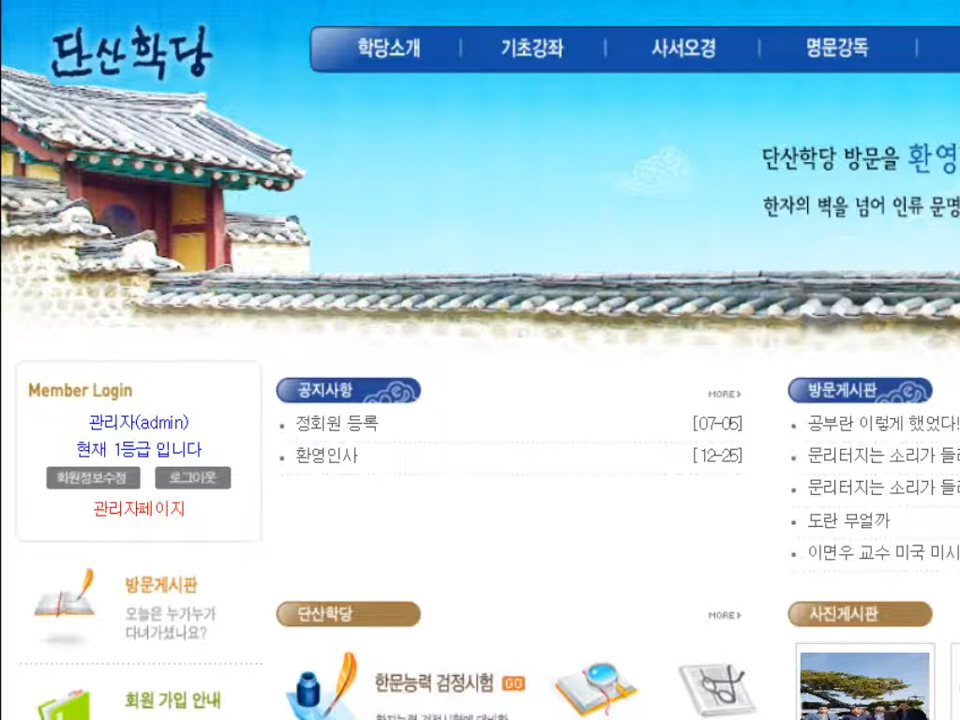 단산학당
학당소개 | 기초강좌 | 사서오경 | 명문강독 |
단산학당 방문을 환영
한자의 벽을 넘어 인류 문명
Member Login
관리자(admin)
현재 1등급 입니다
회원정보수정 로그아웃
관리자페이지
방문게시판
오늘은 누가누가
다녀가셨나요?
회원 가입 안내
공지사항 MORE
정회원 등록 [07-05]
환영인사 [12-25]
방문게시판
공부란 이렇게 했었다!
문리터지는 소리가 들
문리터지는 소리가 들
도란 무얼까
이면우 교수 미국 미시
단산학당 MORE
한문능력 검정시험 GO
사진게시판